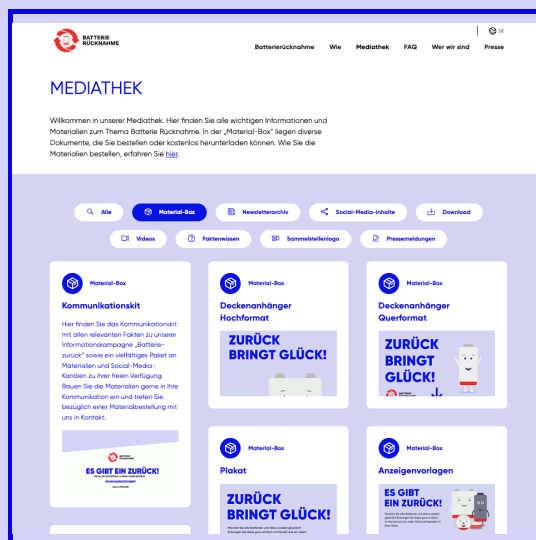 BATTERIE
RÜCKNAHME
DE
Batterierücknahme Wie Mediathek FAQ Wer wir sind Presse
MEDIATHEK
Willkommen in unserer Mediathek. Hier finden Sie alle wichtigen Informationen und
Materialien zum Thema Batterie Rücknahme. In der „Material-Box" liegen diverse
Dokumente, die Sie bestellen oder kostenlos herunterladen können. Wie Sie die
Materialien bestellen, erfahren Sie hier.
Alle Material-Box Newsletterarchiv Social-Media-Inhalte Download
Videos Faktenwissen Sammelstellenlogo Pressemeldungen
Material-Box
Kommunikationskit
Hier finden Sie das Kommunikationskit
mit allen relevanten Fakten zu unserer
Informationskampagne „Batterie-
zurück" sowie ein vielfältiges Paket an
Materialien und Social-Media-
Kanälen zu Ihrer freien Verfügung.
Bauen Sie die Materialien gerne in Ihre
Kommunikation ein und treten Sie
bezüglich einer Materialbestellung mit
uns in Kontakt.
BATTERIE
RÜCKNAHME
ES GIBT EIN ZURÜCK!
Material-Box
Deckenanhänger
Hochformat
ZURÜCK
BRINGT GLÜCK!
Material-Box
Deckenanhänger
Querformat
ZURÜCK
BRINGT
GLÜCK!
Material-Box
Plakat
ZURÜCK
BRINGT GLÜCK!
Material-Box
Anzeigenvorlagen
ES GIBT
EIN ZURÜCK!